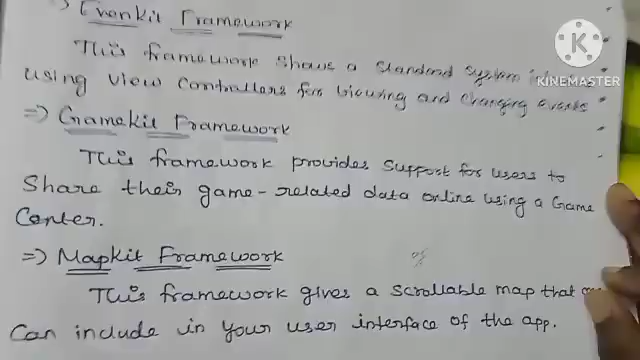 =) Evenkit Framework
This framework shows a standard system
KINEMASTER
using view controllers for viewing and changing events
=) Gamekit Framework
This framework provides support for users to
share their game-related data online using a Game
Center.
=) Mapkit Framework
This framework gives a scrollable map that
can include in your user interface of the app.